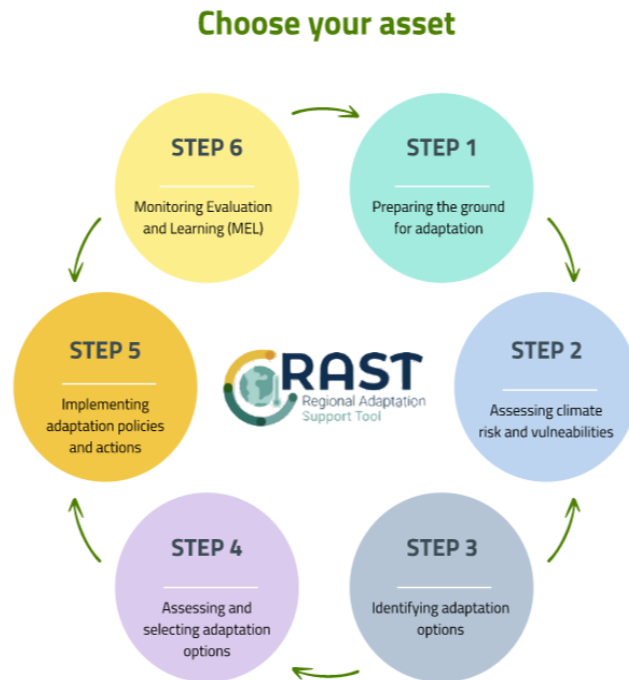 Choose your asset
STEP 6
Monitoring Evaluation
and Learning (MEL)
STEP 1
Preparing the ground
for adaptation
STEP 5
Implementing
adaptation policies
and actions
RAST
Regional Adaptation
Support Tool
STEP 2
Assessing climate
risk and vulneabilities
STEP 4
Assessing and
selecting adaptation
options
STEP 3
Identifying adaptation
options